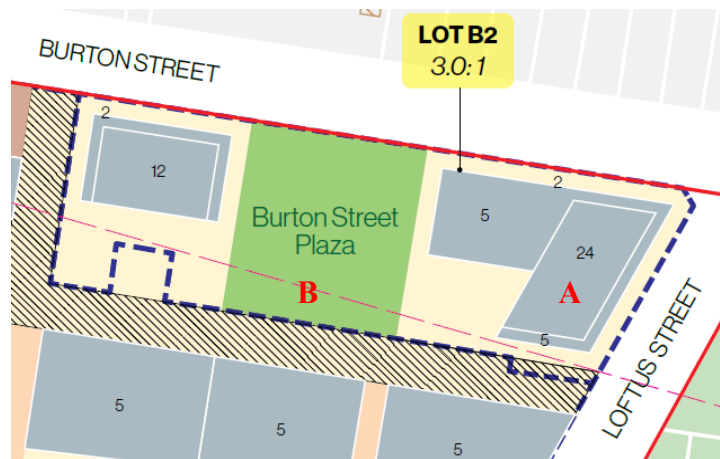 BURTON STREET
LOT B2
3.0: 1
2
12
2
5
24
Burton Street
Plaza
B
A
5
5
5
5
LOFTUS STREET